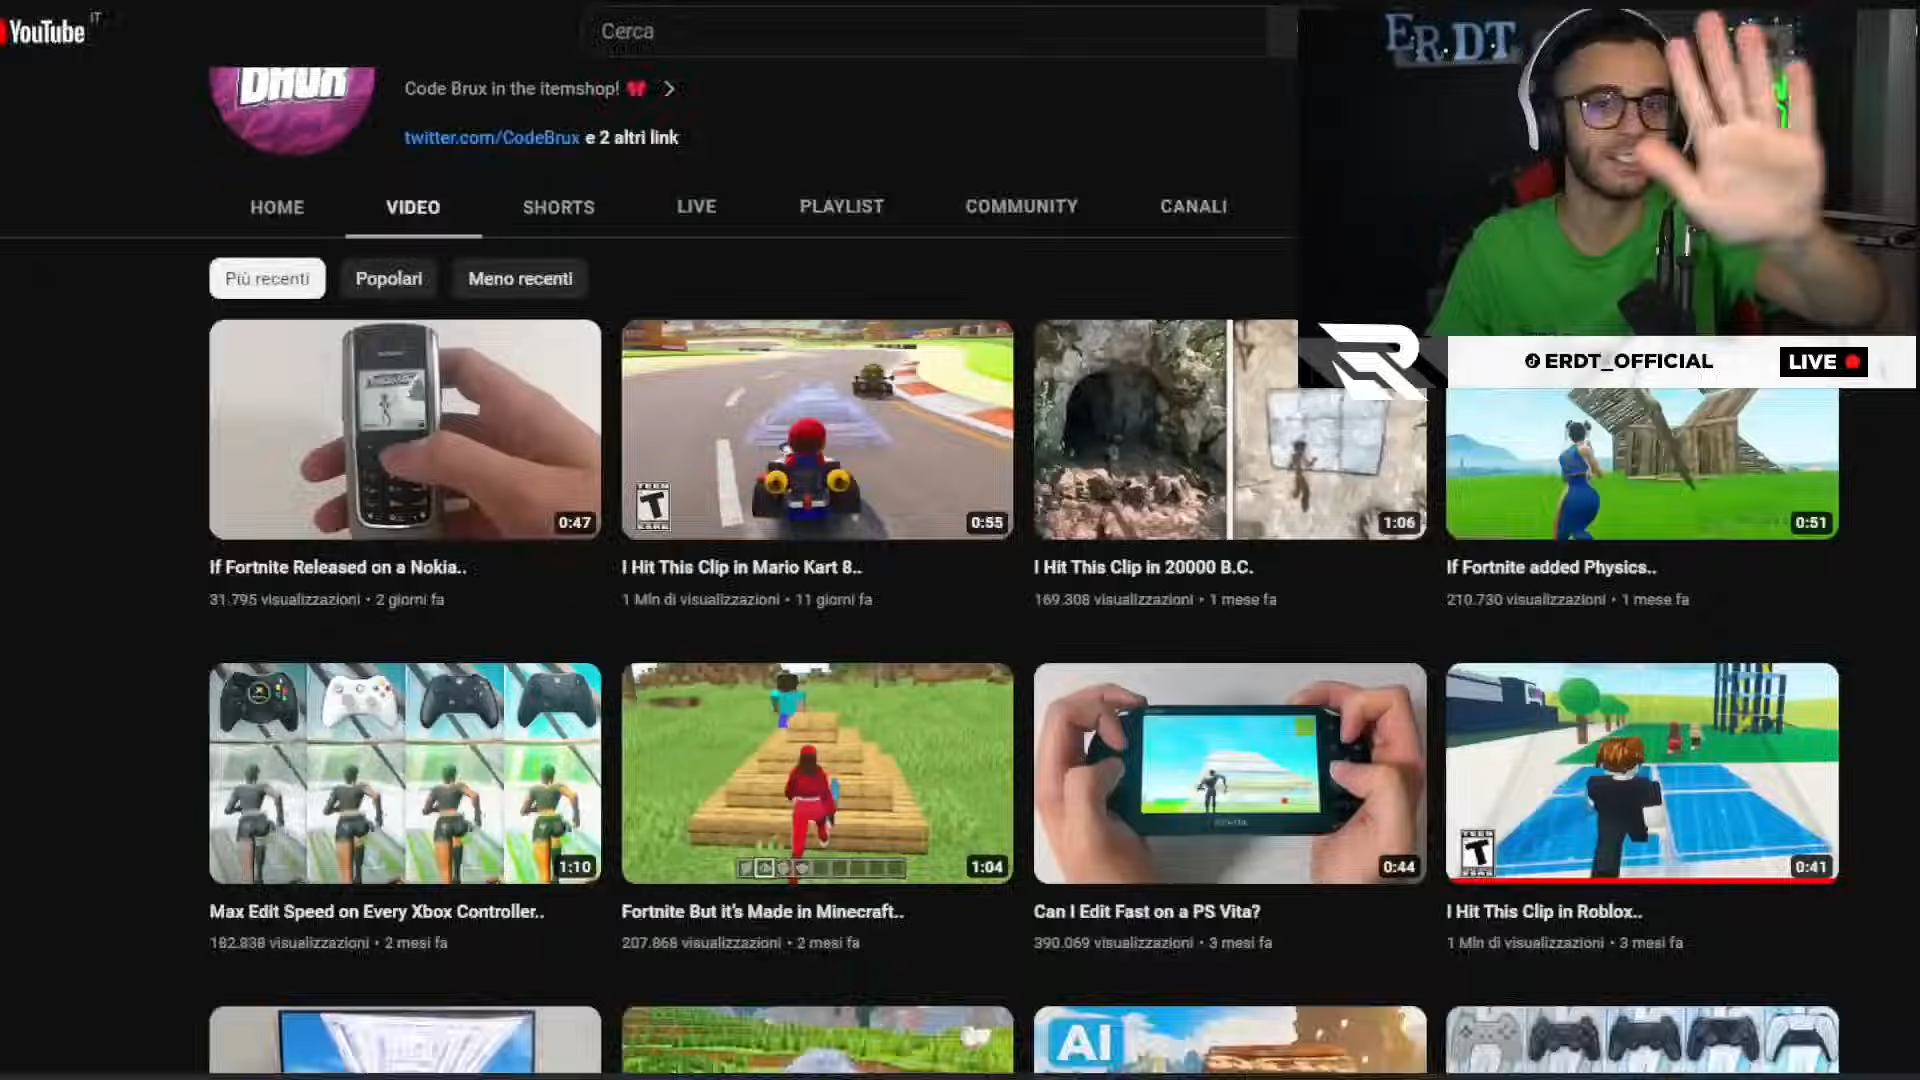 YouTube IT
Cerca
ERDT
BRUX
Code Brux in the itemshop!
twitter.com/CodeBrux e 2 altri link
HOME
VIDEO
SHORTS
LIVE
PLAYLIST
COMMUNITY
CANALI
Più recenti
Popolari
Meno recenti
ERDT_OFFICIAL
LIVE
TEEN
T
ESRB
0:47
0:55
1:06
0:51
If Fortnite Released on a Nokia..
I Hit This Clip in Mario Kart 8..
I Hit This Clip in 20000 B.C.
If Fortnite added Physics..
31.795 visualizzazioni • 2 giorni fa
1 Mln di visualizzazioni • 11 giorni fa
169.308 visualizzazioni • 1 mese fa
210.730 visualizzazioni • 1 mese fa
TEEN
T
ESRB
1:10
1:04
0:44
0:41
Max Edit Speed on Every Xbox Controller..
Fortnite But it's Made in Minecraft..
Can I Edit Fast on a PS Vita?
I Hit This Clip in Roblox..
182.838 visualizzazioni • 2 mesi fa
207.868 visualizzazioni • 2 mesi fa
390.069 visualizzazioni • 3 mesi fa
1 Mln di visualizzazioni • 3 mesi fa
AI